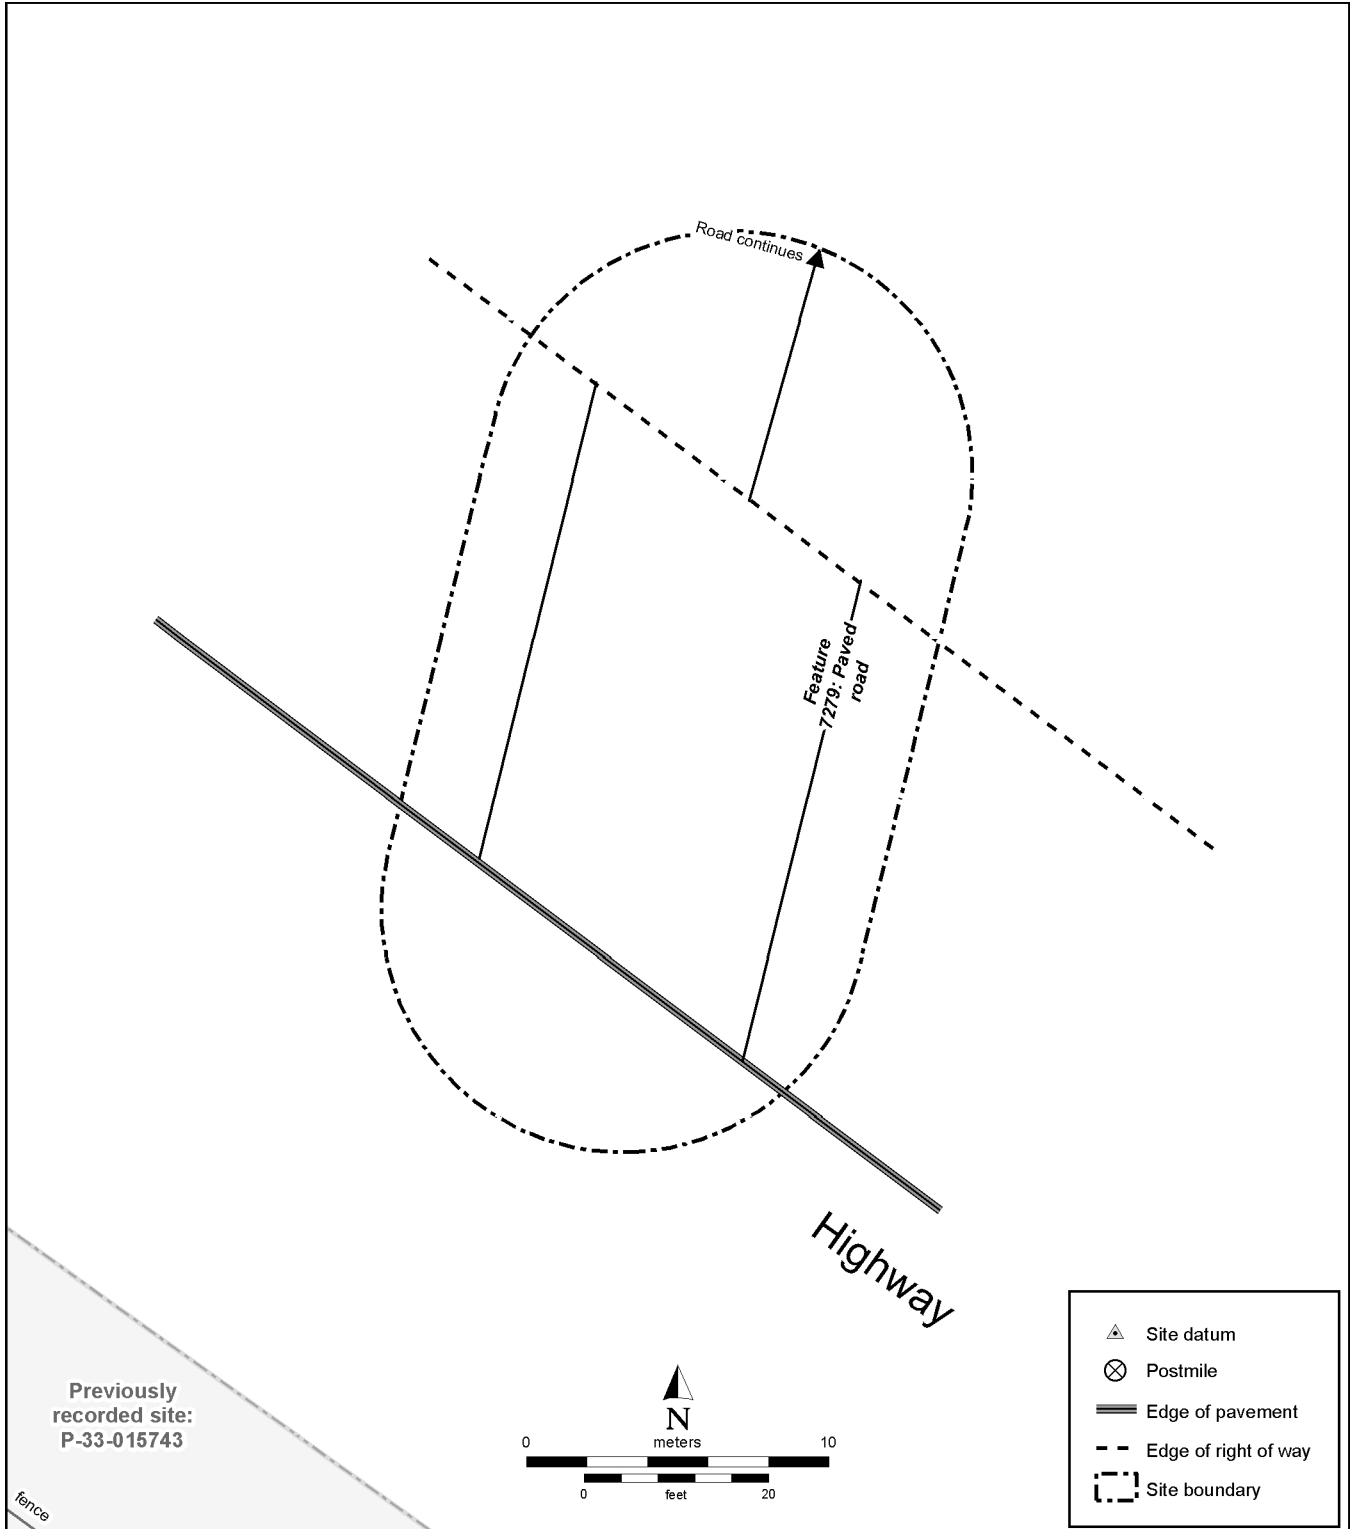 Road continues
Feature
7279: Paved
road
Highway
Previously
recorded site:
P-33-015743
fence
N
meters
0
10
0
feet
20
Site datum
Postmile
Edge of pavement
Edge of right of way
Site boundary